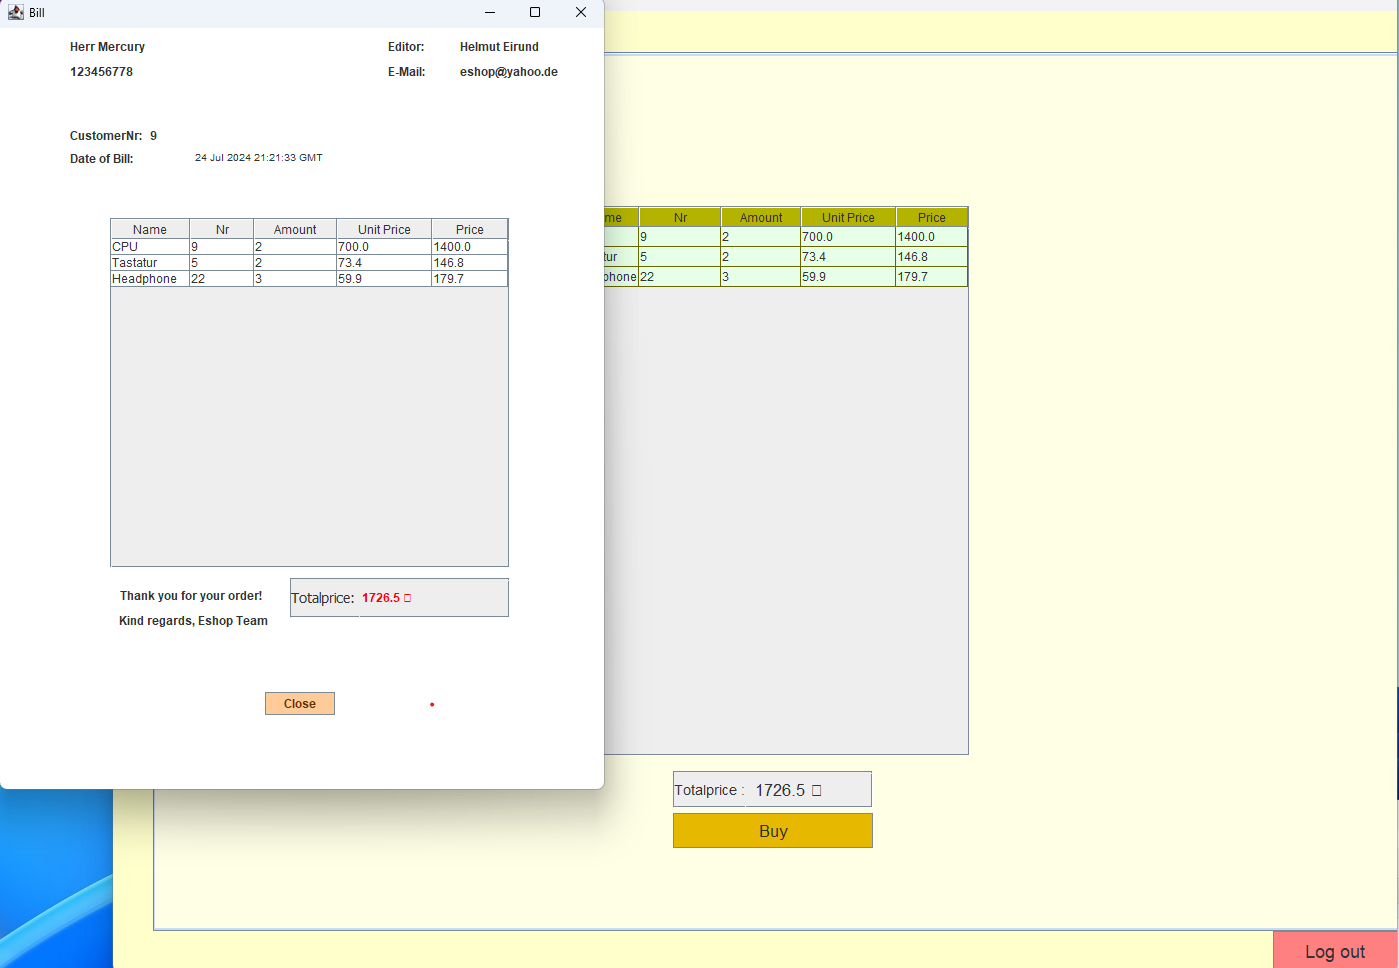 Bill
Herr Mercury Editor: Helmut Eirund
123456778 E-Mail: eshop@yahoo.de
CustomerNr: 9
Date of Bill: 24 Jul 2024 21:21:33 GMT
Name Nr Amount Unit Price Price
CPU 9 2 700.0 1400.0
Tastatur 5 2 73.4 146.8
Headphone 22 3 59.9 179.7
Thank you for your order!
Kind regards, Eshop Team
Totalprice: 1726.5
Close
me Nr Amount Unit Price Price
9 2 700.0 1400.0
tur 5 2 73.4 146.8
phone 22 3 59.9 179.7
Totalprice : 1726.5
Buy
Log out